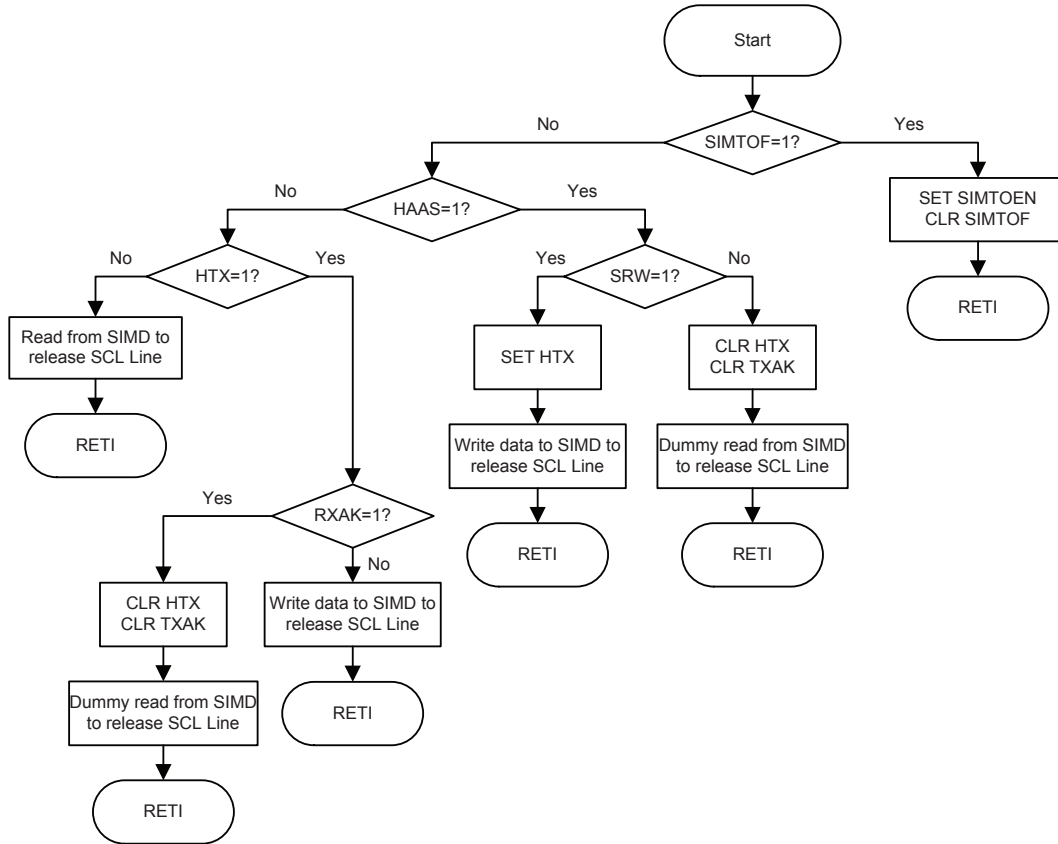 Start
No
SIMTOF=1?
Yes
No
HAAS=1?
Yes
SET SIMTOEN
CLR SIMTOF
No
HTX=1?
Yes
Yes
SRW=1?
No
RETI
Read from SIMD to
release SCL Line
SET HTX
CLR HTX
CLR TXAK
RETI
Write data to SIMD to
release SCL Line
Dummy read from SIMD
to release SCL Line
Yes
RXAK=1?
No
RETI
RETI
CLR HTX
CLR TXAK
Write data to SIMD to
release SCL Line
Dummy read from SIMD
to release SCL Line
RETI
RETI